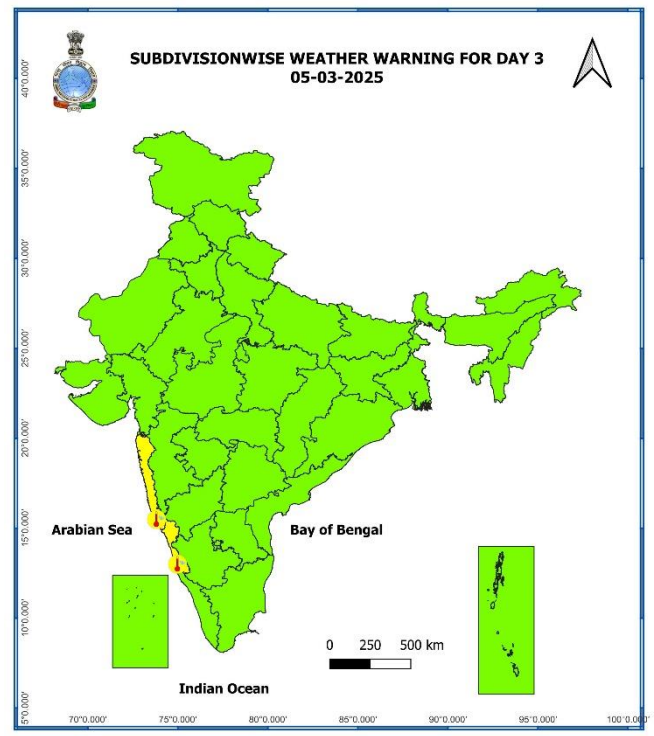 SUBDIVISIONWISE WEATHER WARNING FOR DAY 3
05-03-2025
40°0.000'
35°0.000'
30°0.000'
25°0.000'
20°0.000'
15°0.000'
10°0.000'
5°0.000'
Arabian Sea
Bay of Bengal
0 250 500 km
Indian Ocean
70°0.000' 75°0.000' 80°0.000' 85°0.000' 90°0.000' 95°0.000' 100°0.000'